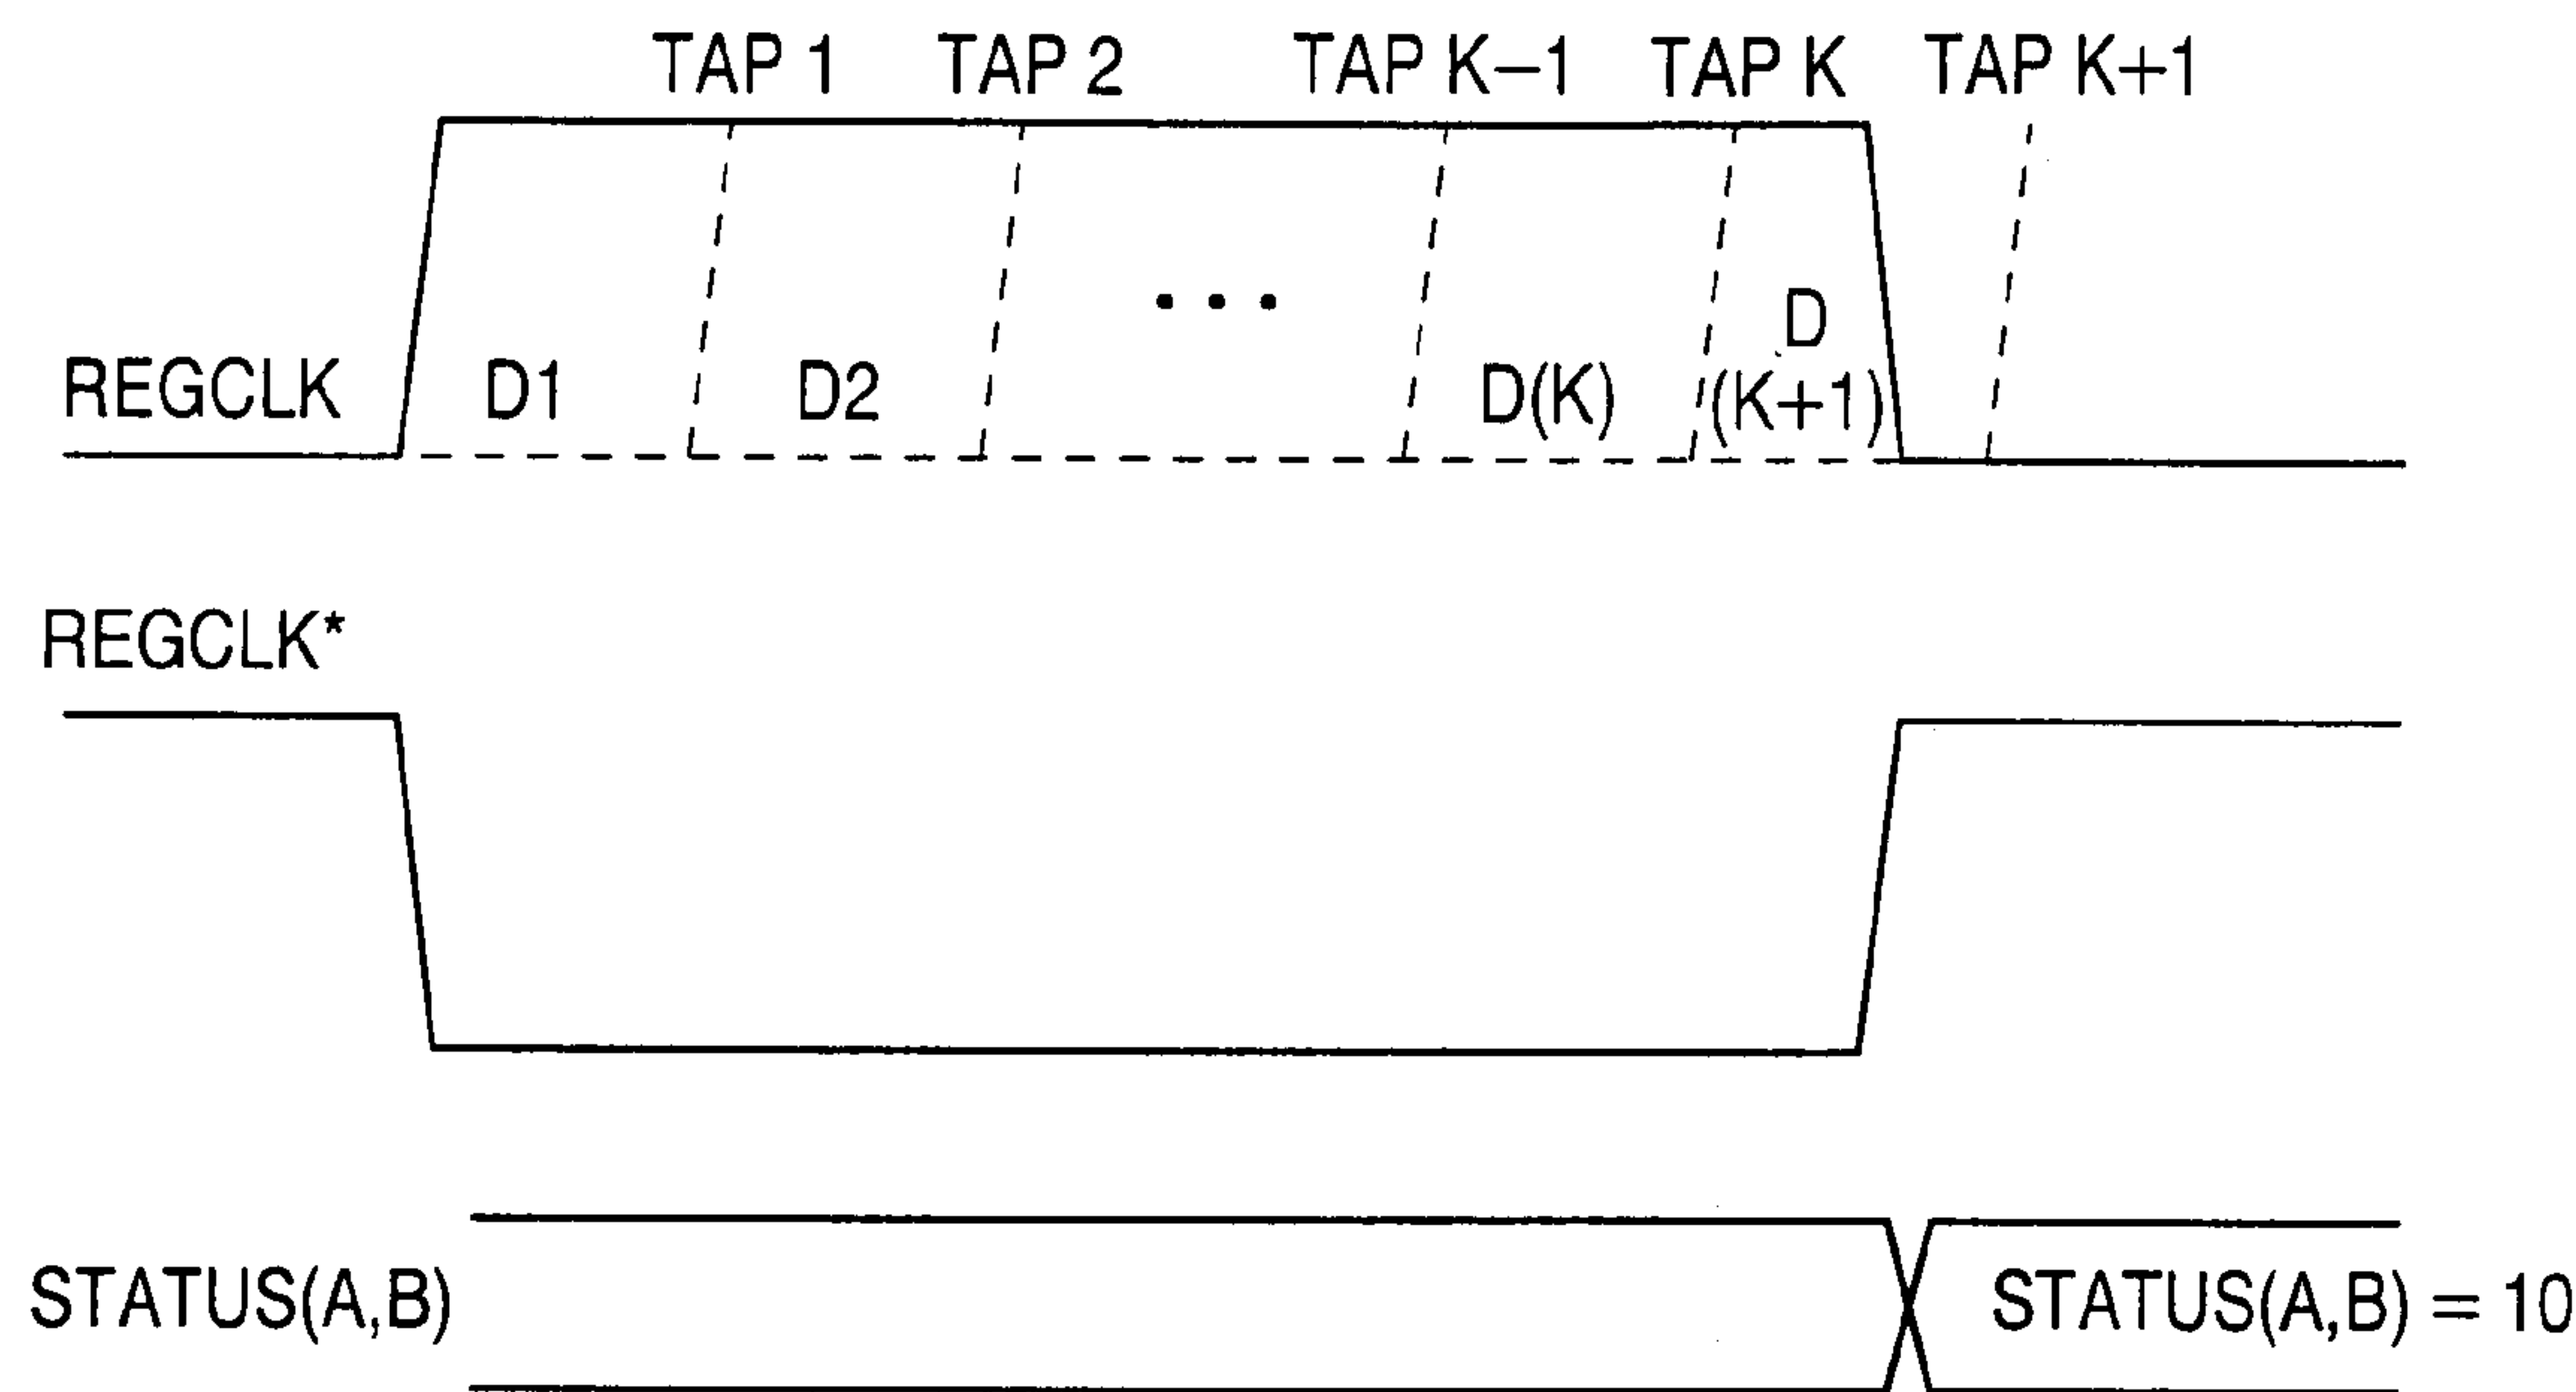 TAP 1 TAP 2 TAP K–1 TAP K TAP K+1
REGCLK D1 D2 ... D(K) D
(K+1)
REGCLK*
STATUS(A,B) STATUS(A,B) = 10